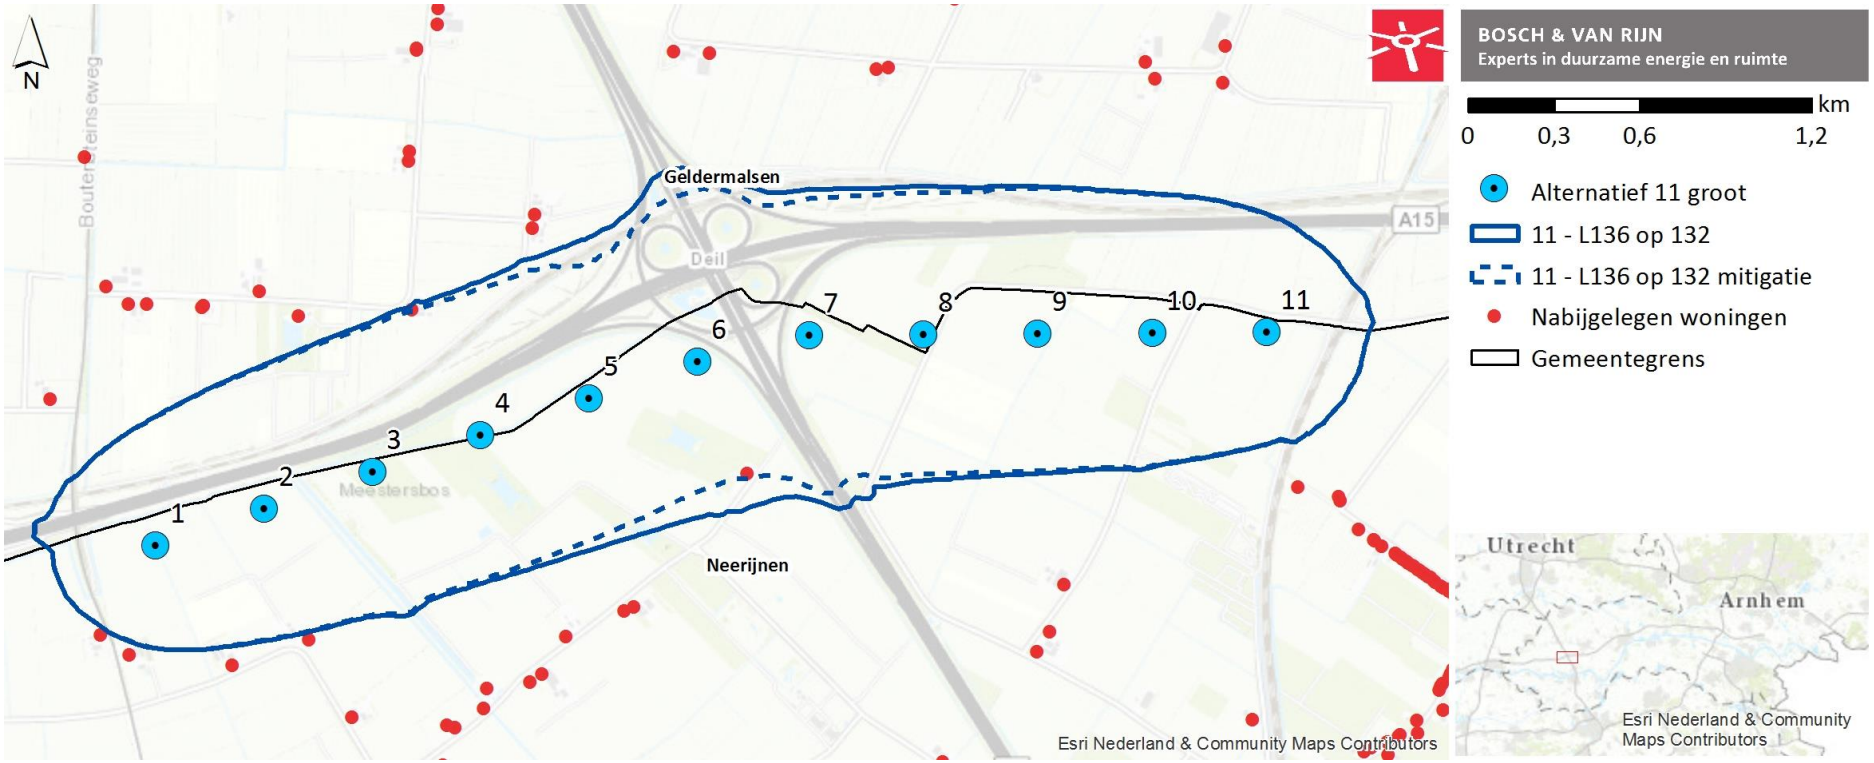 N
Bouteinsteinseweg
Geldermalsen
A15
Deil
1
2
3
4
5
6
7
8
9
10
11
Meestersbos
Neerijnen
Esri Nederland & Community Maps Contributors
BOSCH & VAN RIJN
Experts in duurzame energie en ruimte
km
0 0,3 0,6 1,2
Alternatief 11 groot
11 - L136 op 132
11 - L136 op 132 mitigatie
Nabijgelegen woningen
Gemeentegrens
Utrecht
Arnhem
Esri Nederland & Community
Maps Contributors